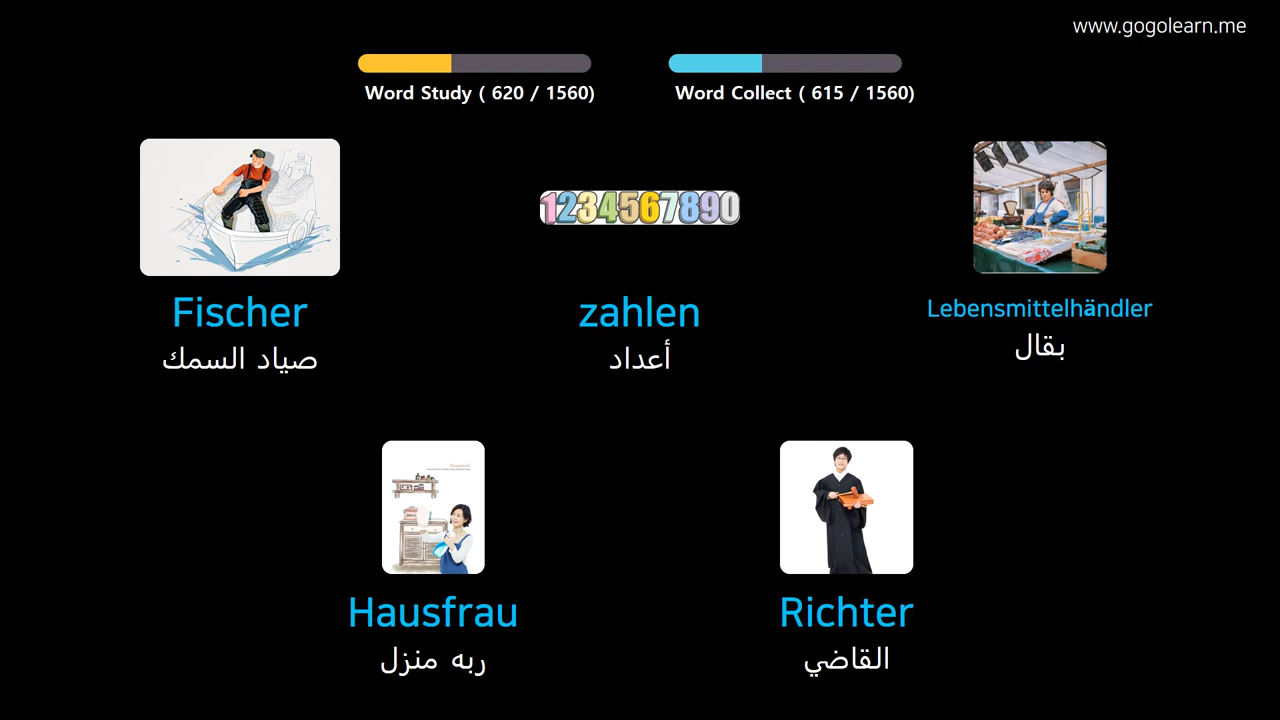 www.gogolearn.me
Word Study ( 620 / 1560)
Word Collect ( 615 / 1560)
1234567890
Fischer
صياد السمك
zahlen
أعداد
Lebensmittelhändler
بقال
Hausfrau
ربه منزل
Richter
القاضي